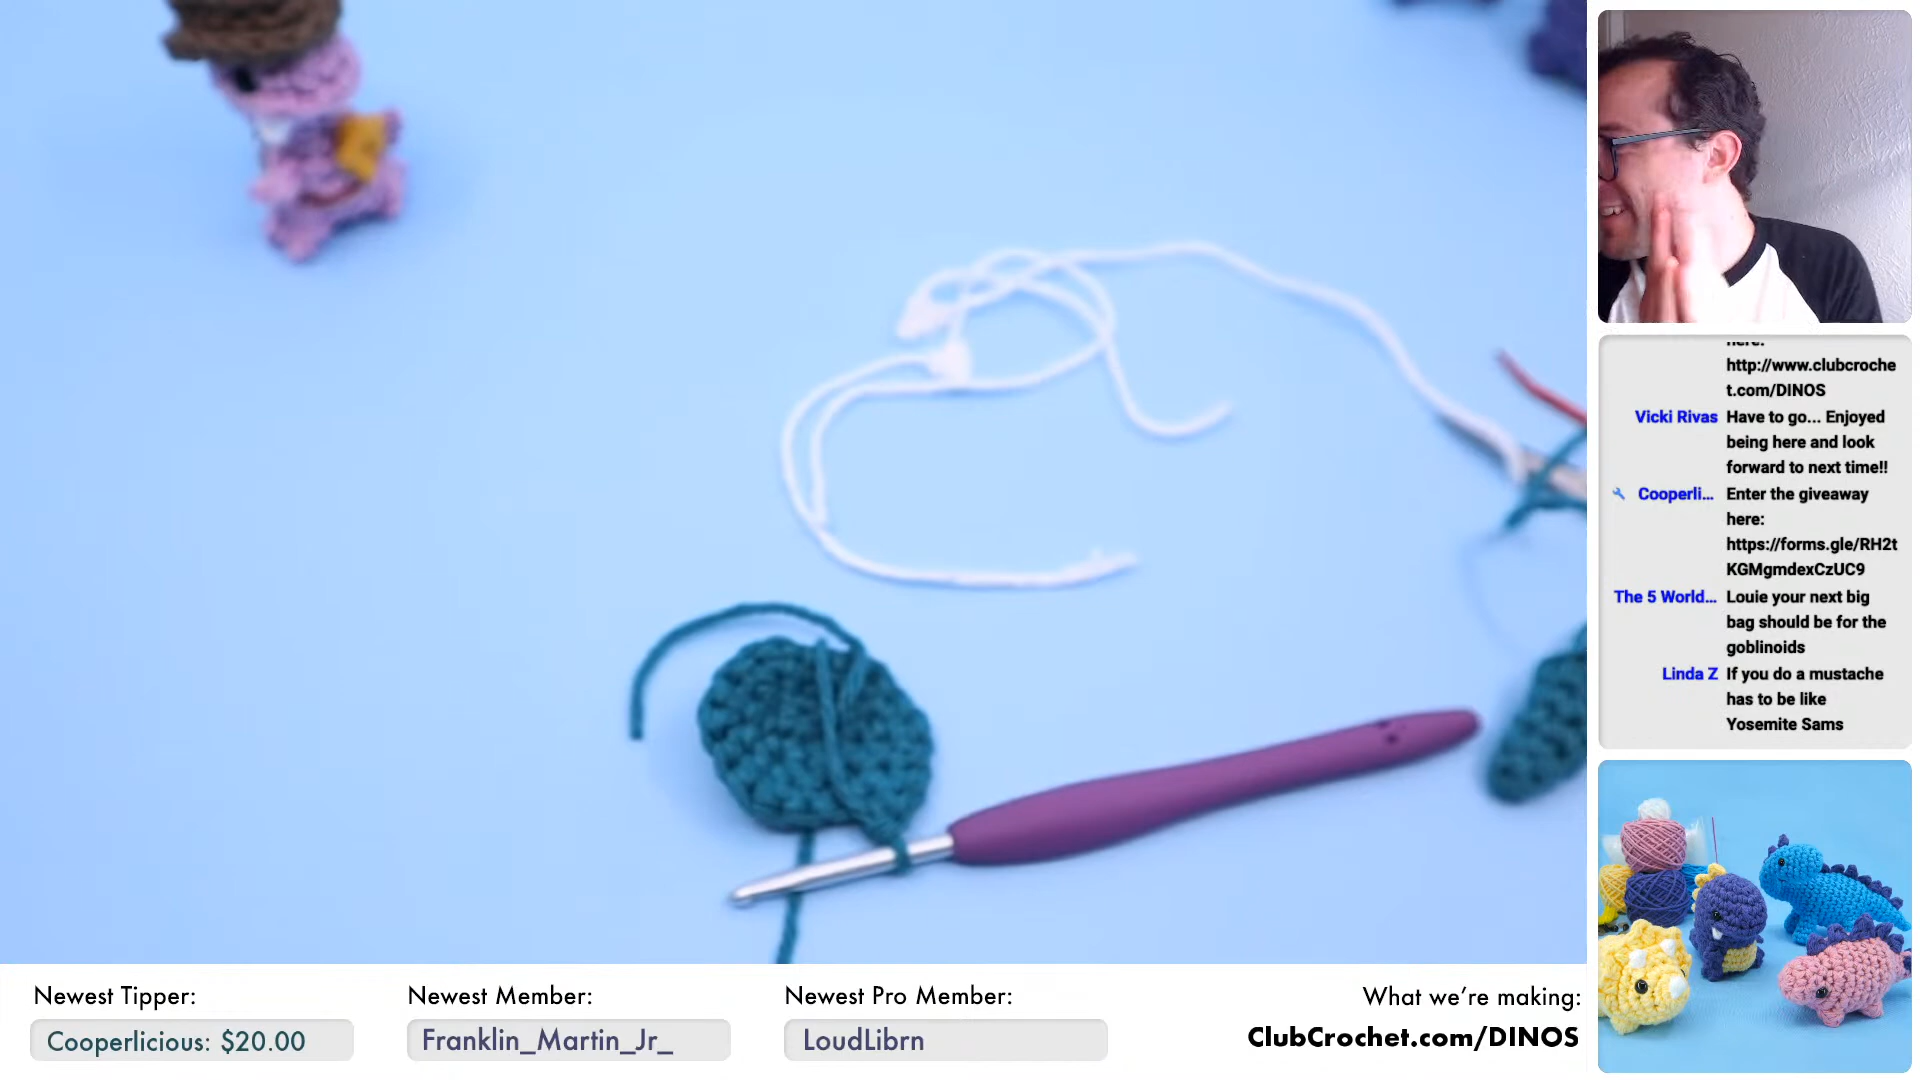 here:
http://www.clubcroche
t.com/DINOS
Vicki Rivas Have to go... Enjoyed
being here and look
forward to next time!!
Cooperli... Enter the giveaway
here:
https://forms.gle/RH2t
KGMgmdexCzUC9
The 5 World... Louie your next big
bag should be for the
goblinoids
Linda Z If you do a mustache
has to be like
Yosemite Sams
Newest Tipper:
Cooperlicious: $20.00
Newest Member:
Franklin_Martin_Jr_
Newest Pro Member:
LoudLibrn
What we're making:
ClubCrochet.com/DINOS